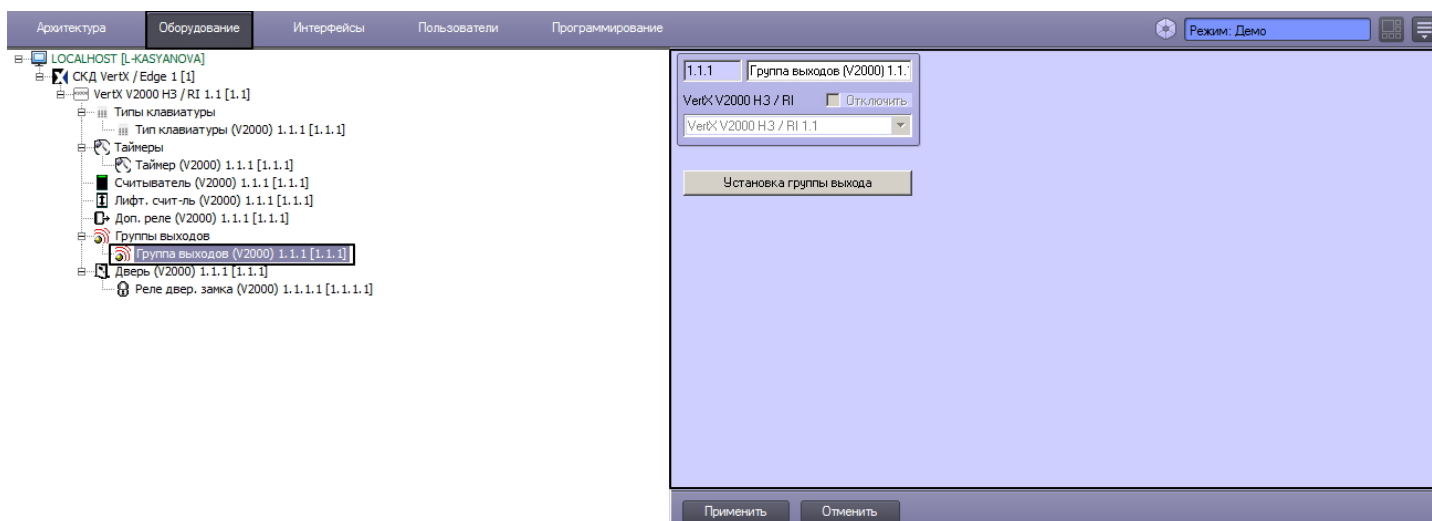 Архитектура Оборудование Интерфейсы Пользователи Программирование Режим: Демо
LOCALHOST [L-KASYANOVA]
СКД VertX / Edge 1 [1]
VertX V2000 H3 / RI 1.1 [1.1]
Типы клавиатуры
Тип клавиатуры (V2000) 1.1.1 [1.1.1]
Таймеры
Таймер (V2000) 1.1.1 [1.1.1]
Считыватель (V2000) 1.1.1 [1.1.1]
Лифт. счит-ль (V2000) 1.1.1 [1.1.1]
Доп. реле (V2000) 1.1.1 [1.1.1]
Группы выходов
Группа выходов (V2000) 1.1.1 [1.1.1]
Дверь (V2000) 1.1.1 [1.1.1]
Реле двер. замка (V2000) 1.1.1.1 [1.1.1.1]
1.1.1 Группа выходов (V2000) 1.1.
VertX V2000 H3 / RI Отключить
VertX V2000 H3 / RI 1.1
Установка группы выхода
Применить Отменить